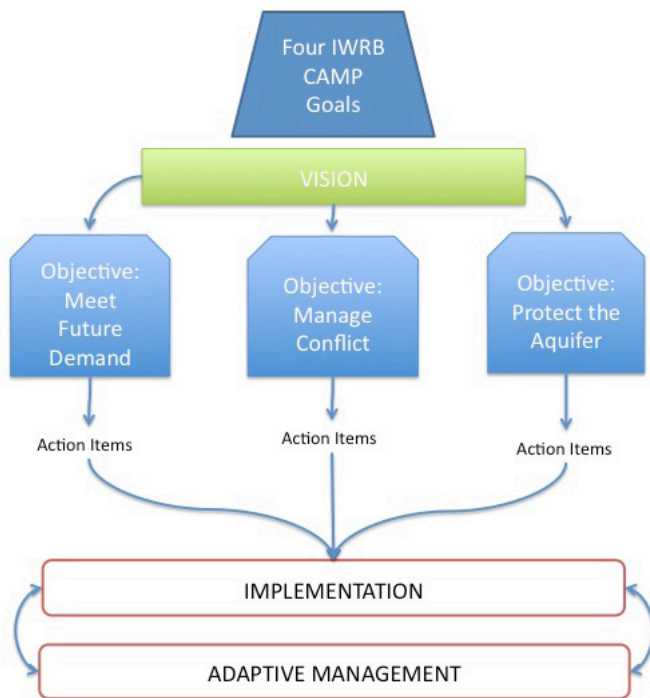 Four IWRB
CAMP
Goals
VISION
Objective:
Meet
Future
Demand
Objective:
Manage
Conflict
Objective:
Protect the
Aquifer
Action Items
Action Items
Action Items
IMPLEMENTATION
ADAPTIVE MANAGEMENT